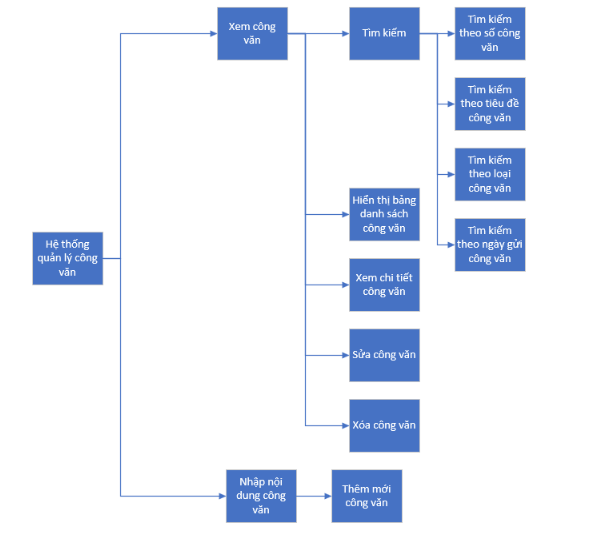 Xem công
văn
Tìm kiếm
Tìm kiếm
theo số công
văn
Tìm kiếm
theo tiêu đề
công văn
Tìm kiếm
theo loại
công văn
Tìm kiếm
theo ngày gửi
công văn
Hiển thị bảng
danh sách
công văn
Hệ thống
quản lý công
văn
Xem chi tiết
công văn
Sửa công văn
Xóa công văn
Nhập nội
dung công
văn
Thêm mới
công văn